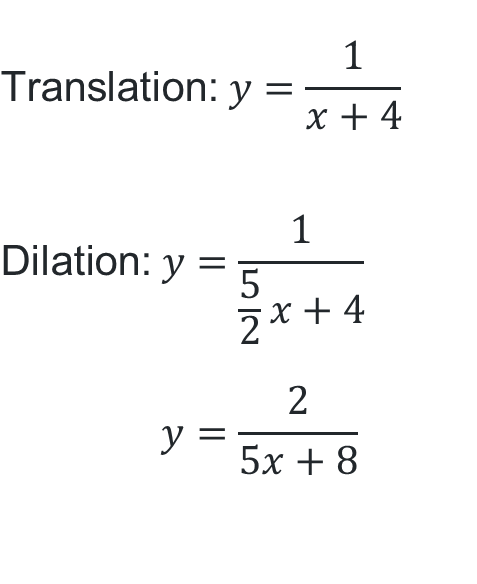 Translation: y = 1/(x + 4)
Dilation: y = 1/(5/2 x + 4)
y = 2/(5x + 8)